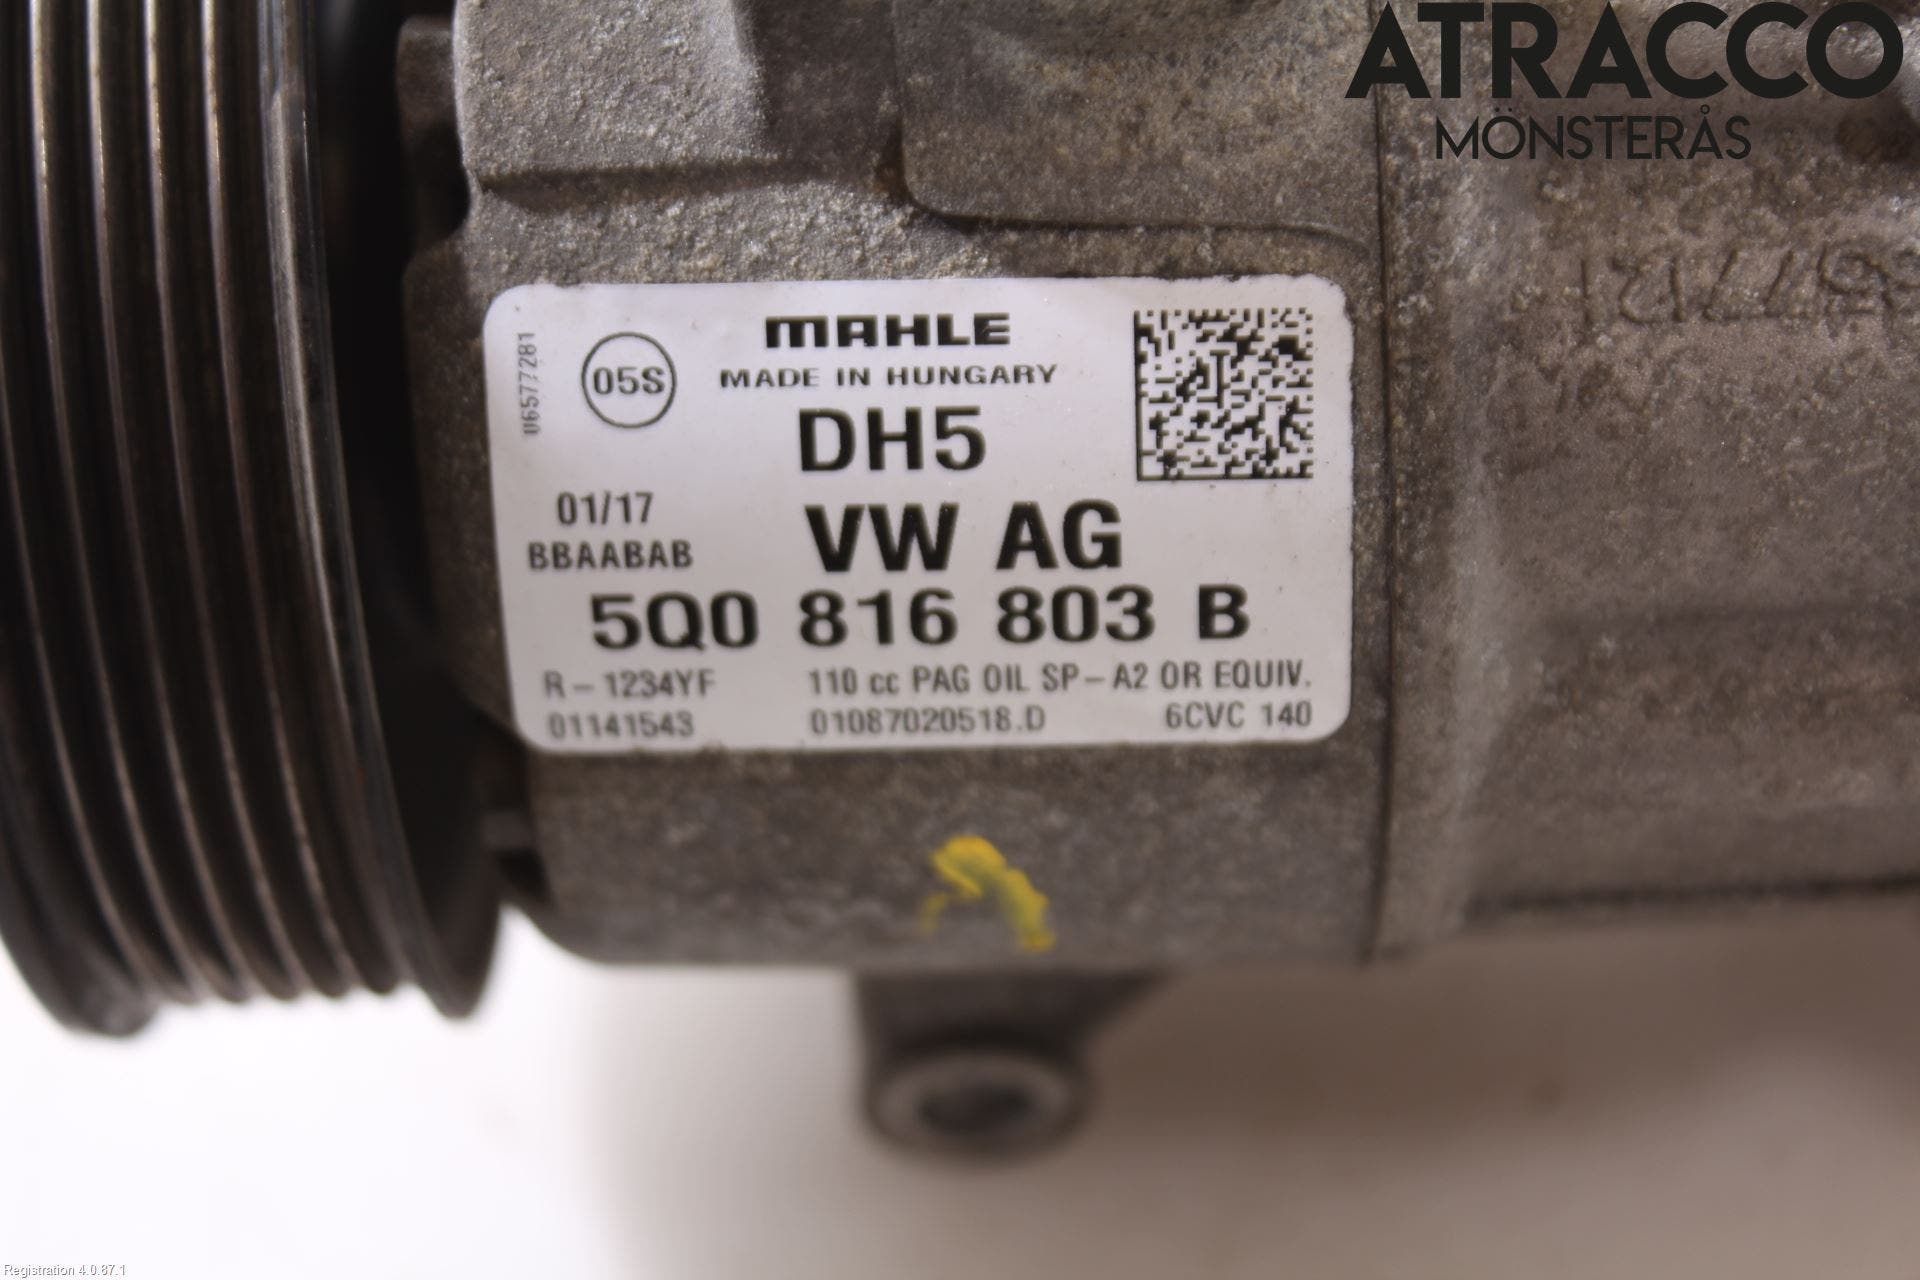 ATRACCO
MÖNSTERÅS
MAHLE
MADE IN HUNGARY
06577281
05S
DH5
01/17
BBAABAB
VW AG
5Q0 816 803 B
R-1234YF 110 cc PAG OIL SP-A2 OR EQUIV.
01141543 01087020518.D 6CVC 140
Registration 4.0.87.1